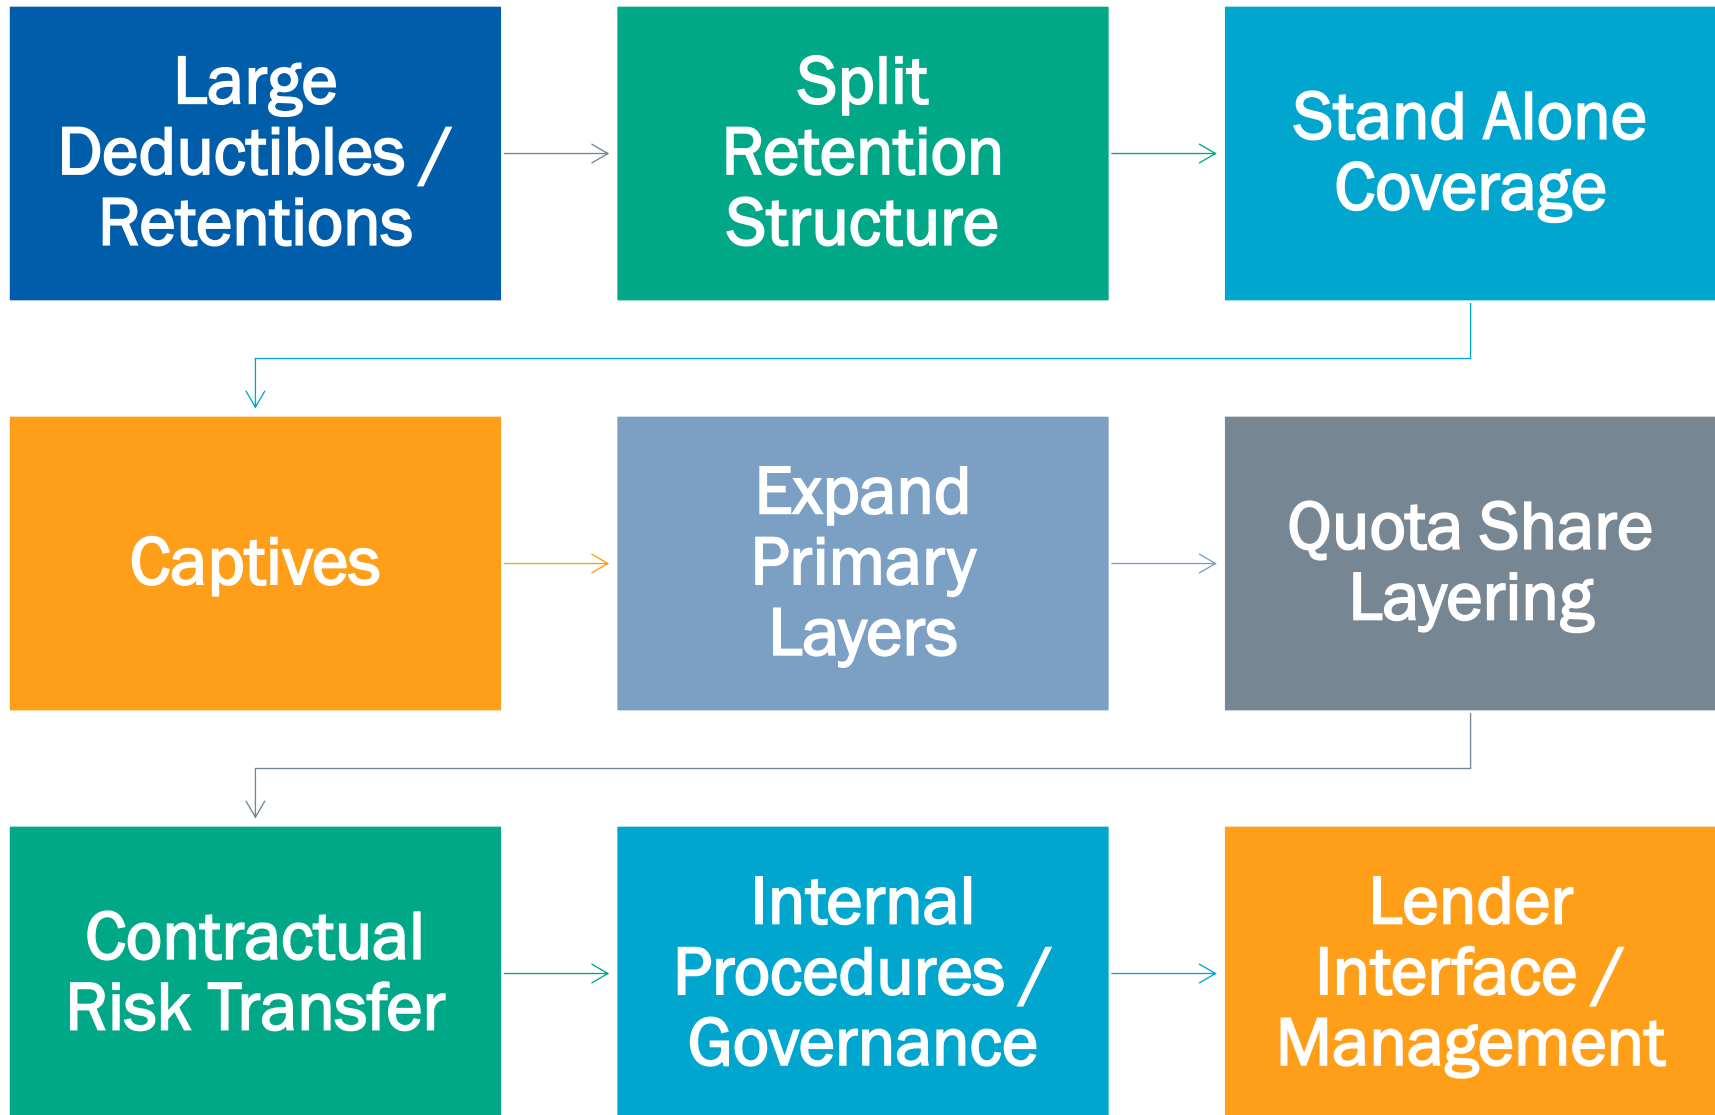 Large
Deductibles /
Retentions
Split
Retention
Structure
Stand Alone
Coverage
Captives
Expand
Primary
Layers
Quota Share
Layering
Contractual
Risk Transfer
Internal
Procedures /
Governance
Lender
Interface /
Management